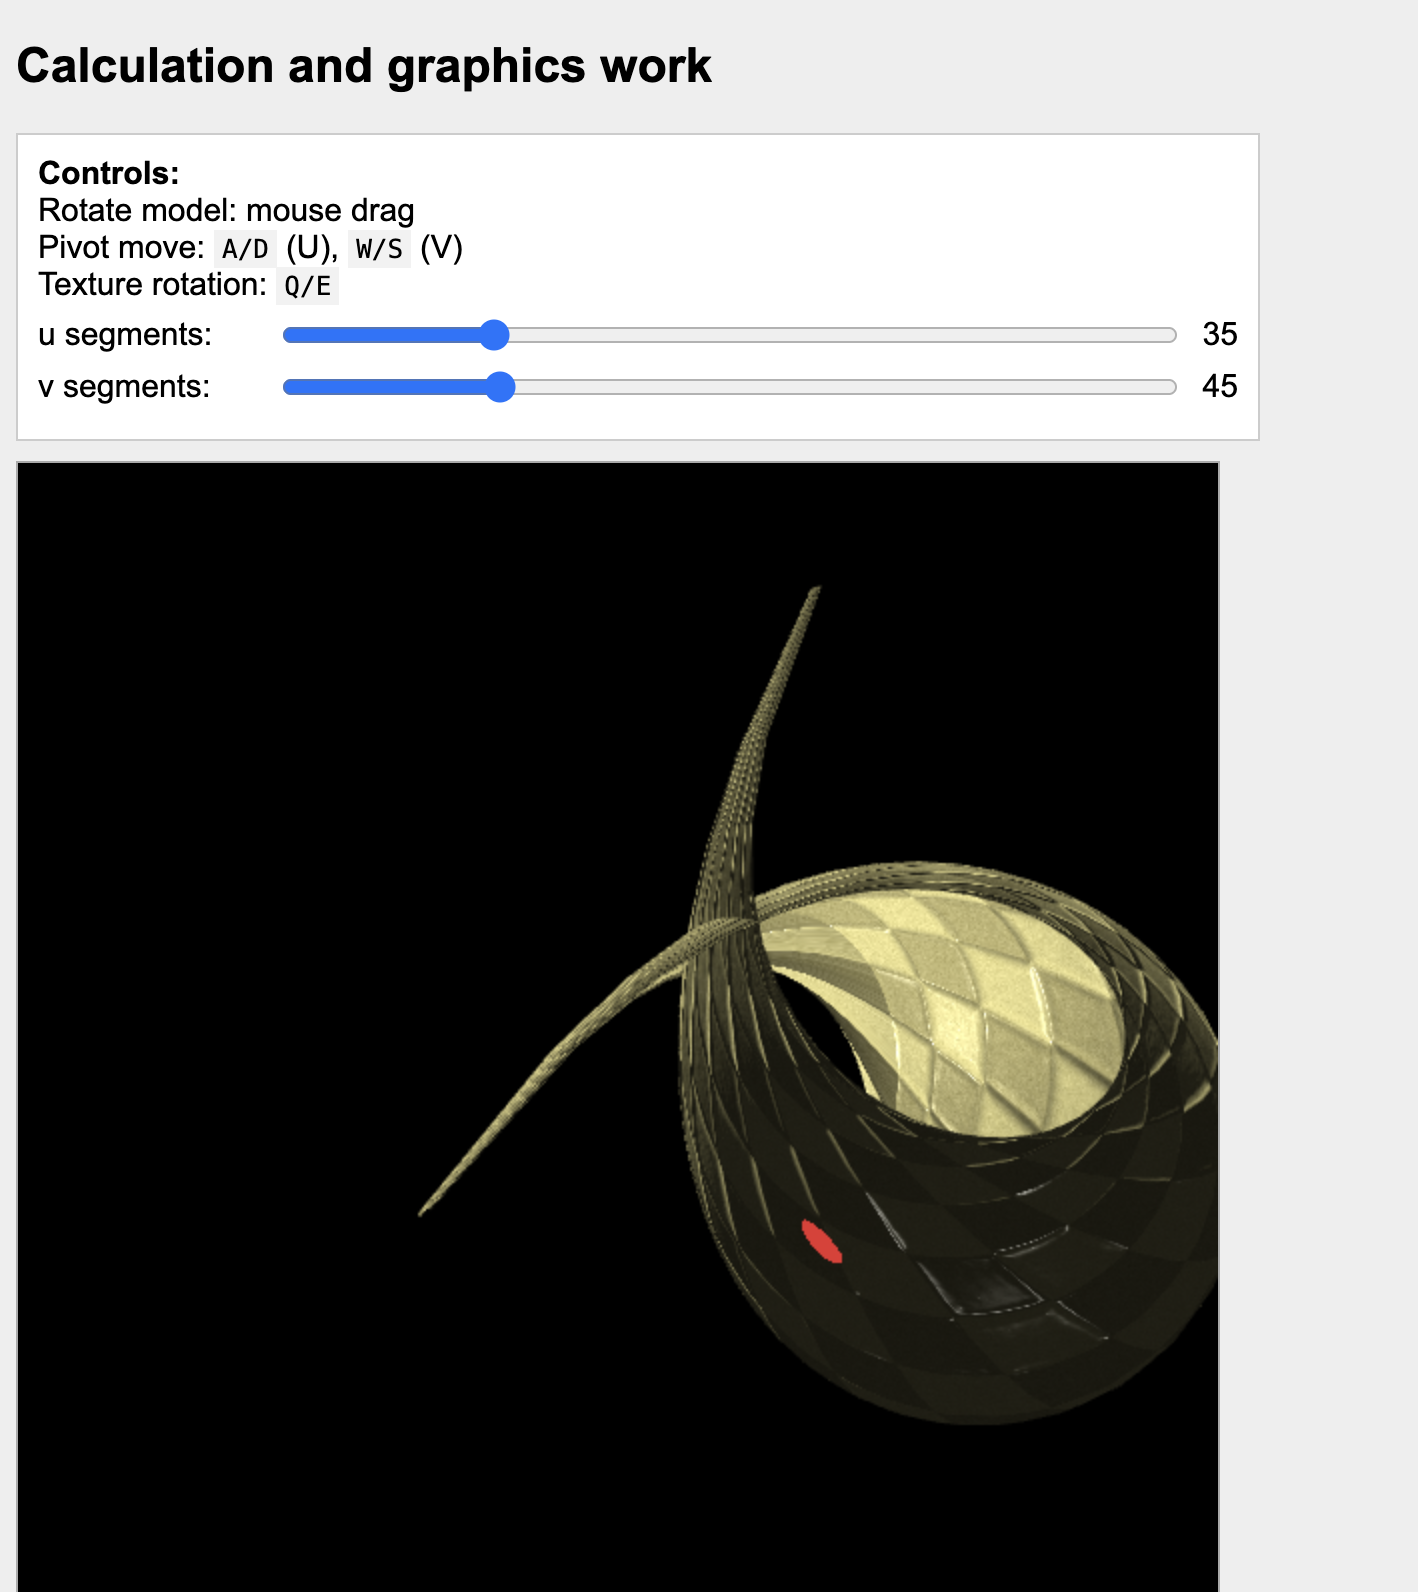 Calculation and graphics work
Controls:
Rotate model: mouse drag
Pivot move: A/D (U), W/S (V)
Texture rotation: Q/E
u segments: 35
v segments: 45